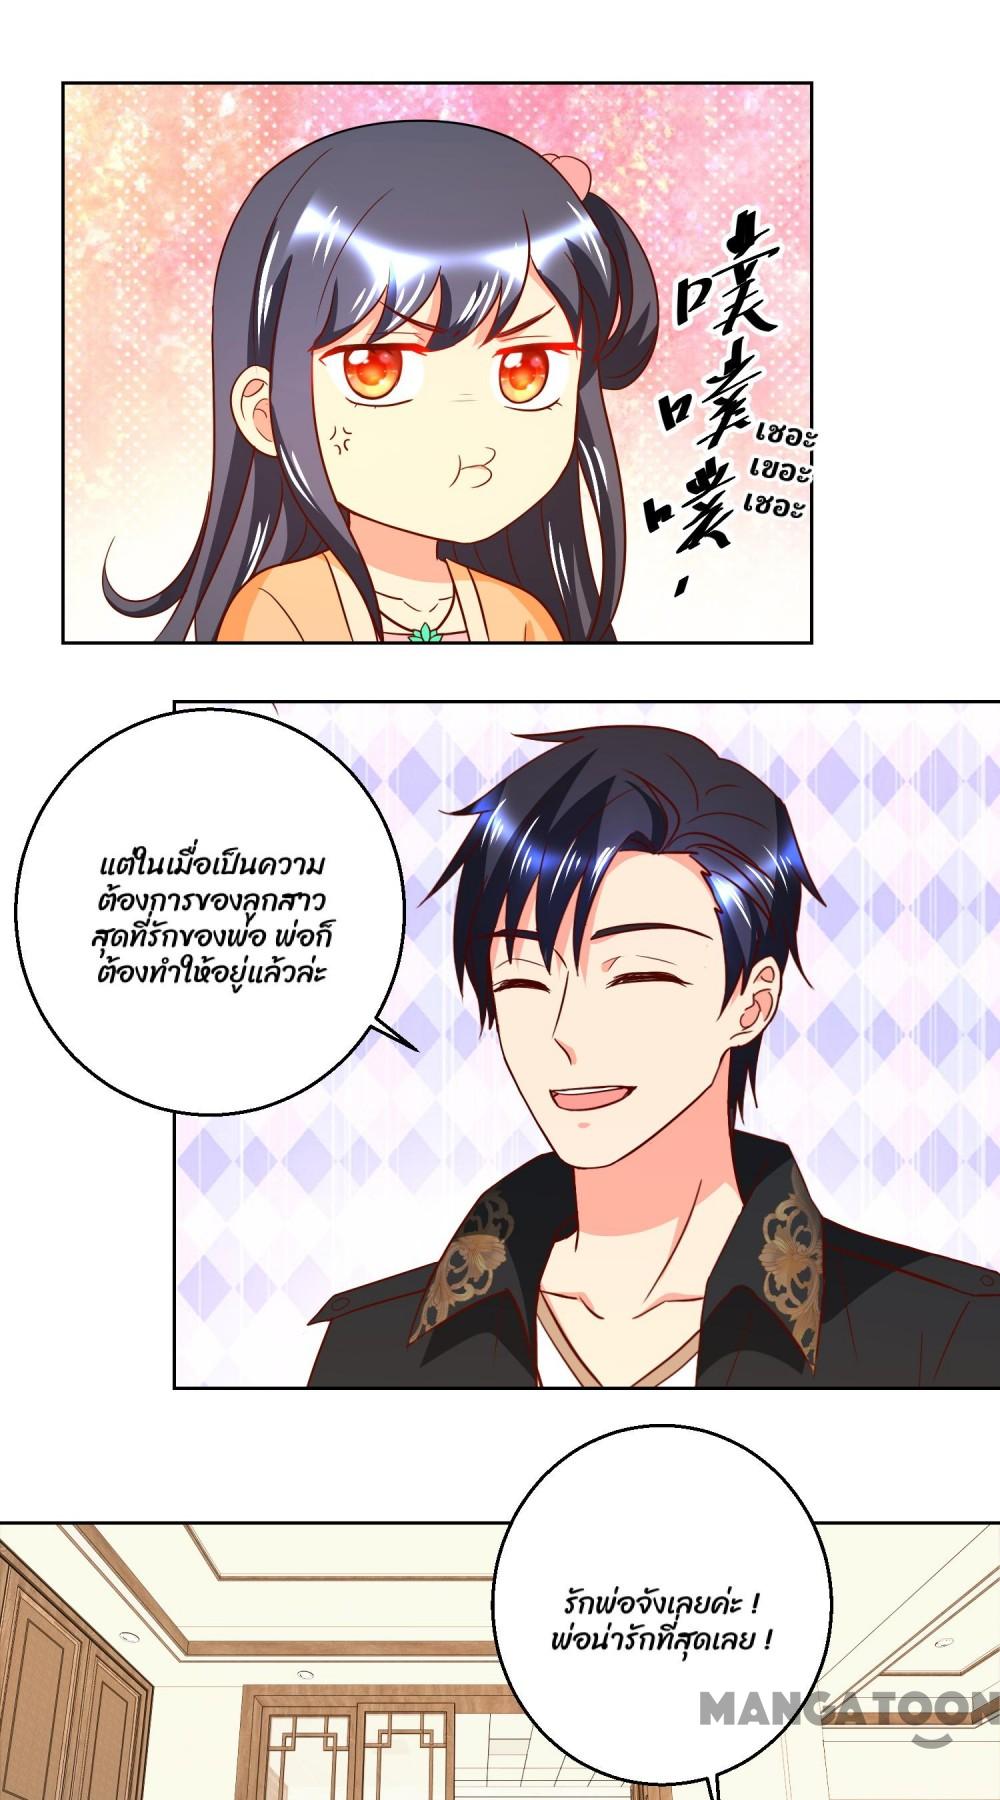 噗
噗
噗
เชอะ
เขอะ
เชอะ
แต่ในเมื่อเป็นความ
ต้องการของลูกสาว
สุดที่รักของพ่อ พ่อก็
ต้องทำให้อยู่แล้วล่ะ
รักพ่อจังเลยค่ะ !
พ่อน่ารักที่สุดเลย !
MANGATOON